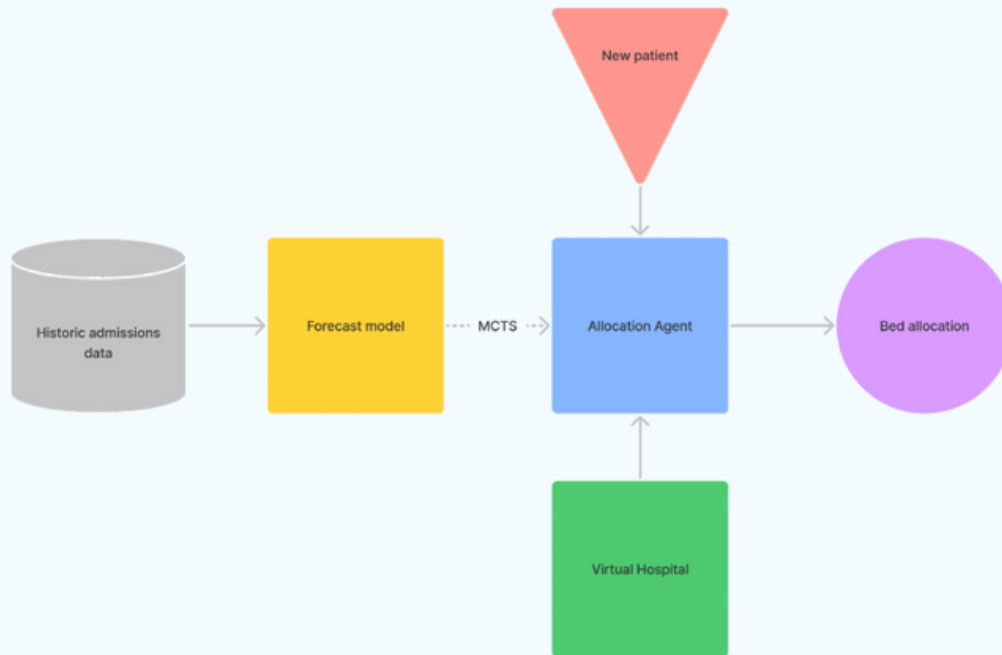 New patient
Historic admissions
data
Forecast model
MCTS
Allocation Agent
Bed allocation
Virtual Hospital